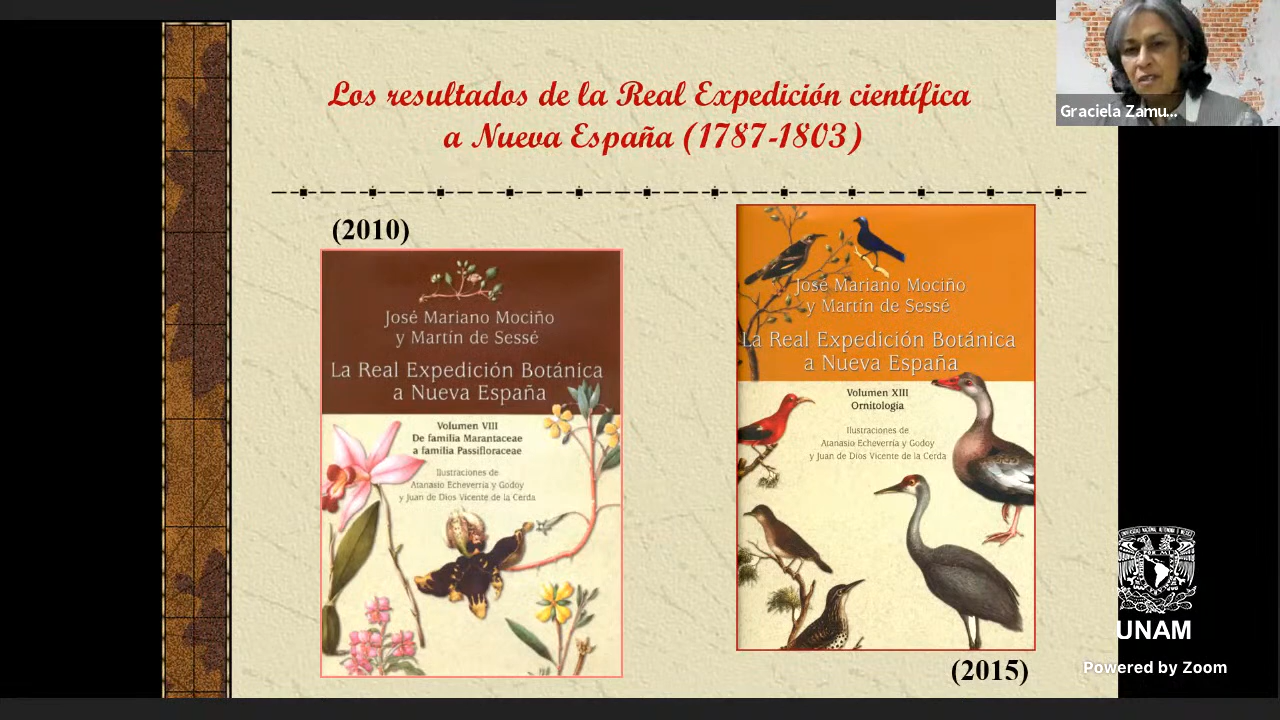 Los resultados de la Real Expedición científica
a Nueva España (1787-1803)
Graciela Zamu...
(2010)
José Mariano Mociño
y Martín de Sessé
La Real Expedición Botánica
a Nueva España
Volumen VIII
De familia Marantaceae
a familia Passifloraceae
Ilustraciones de
Atanasio Echeverría y Godoy
y Juan de Dios Vicente de la Cerda
José Mariano Mociño
y Martín de Sessé
La Real Expedición Botánica
a Nueva España
Volumen XIII
Ornitología
Ilustraciones de
Atanasio Echeverría y Godoy
y Juan de Dios Vicente de la Cerda
(2015)
UNAM
Powered by Zoom